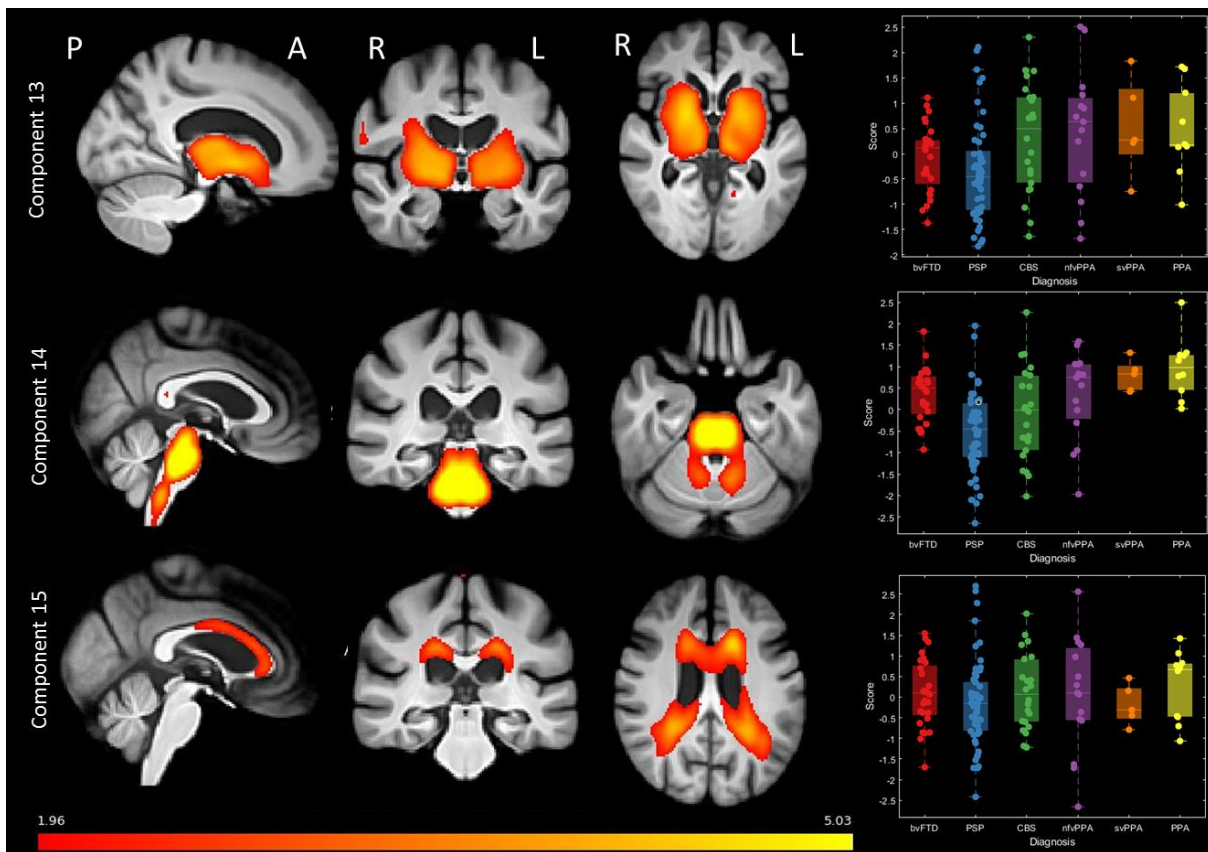 P A R L R L
Component 13
Score
2.5
2
1.5
1
0.5
0
-0.5
-1
-1.5
-2
bvFTD PSP CBS nfvPPA svPPA PPA
Diagnosis
Component 14
Score
2.5
2
1.5
1
0.5
0
-0.5
-1
-1.5
-2
-2.5
bvFTD PSP CBS nfvPPA svPPA PPA
Diagnosis
Component 15
Score
2.5
2
1.5
1
0.5
0
-0.5
-1
-1.5
-2
-2.5
bvFTD PSP CBS nfvPPA svPPA PPA
Diagnosis
1.96 5.03